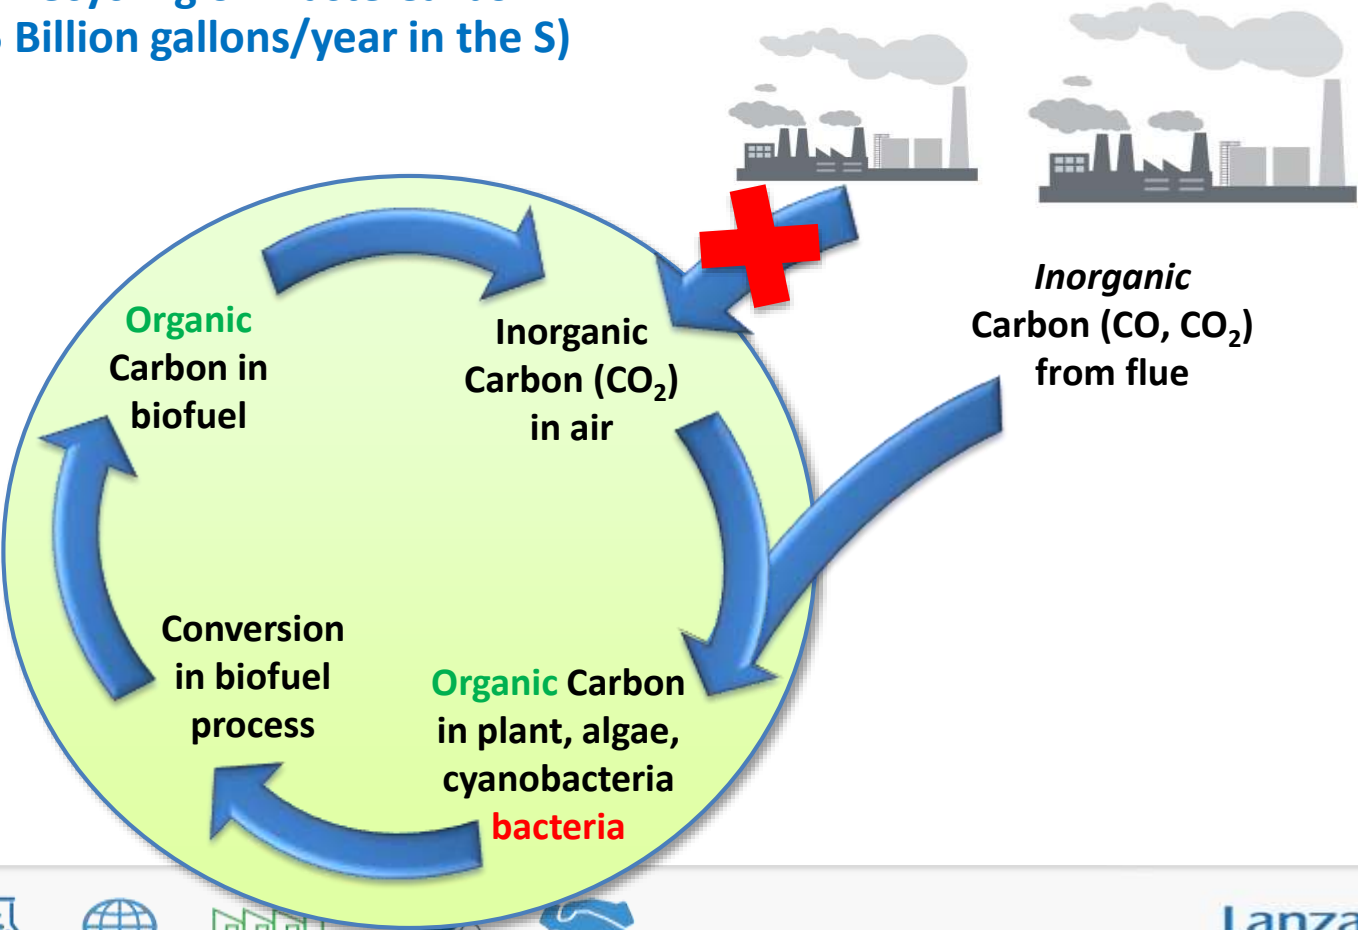 Billion gallons/year in the S)
Inorganic
Carbon (CO, CO₂)
from flue
Organic
Carbon in
biofuel
Inorganic
Carbon (CO₂)
in air
Conversion
in biofuel
process
Organic Carbon
in plant, algae,
cyanobacteria
bacteria
Lanza